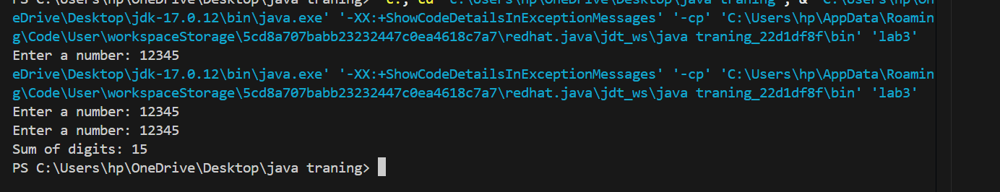 PS C:\Users\hp\OneDrive\Desktop\java traning> c:; cd 'c:\Users\hp\OneDrive\Desktop\java traning'; & 'c:\Users\hp\On
eDrive\Desktop\jdk-17.0.12\bin\java.exe' '-XX:+ShowCodeDetailsInExceptionMessages' '-cp' 'C:\Users\hp\AppData\Roamin
g\Code\User\workspaceStorage\5cd8a707babb23232447c0ea4618c7a7\redhat.java\jdt_ws\java traning_22d1df8f\bin' 'lab3'
Enter a number: 12345
eDrive\Desktop\jdk-17.0.12\bin\java.exe' '-XX:+ShowCodeDetailsInExceptionMessages' '-cp' 'C:\Users\hp\AppData\Roamin
g\Code\User\workspaceStorage\5cd8a707babb23232447c0ea4618c7a7\redhat.java\jdt_ws\java traning_22d1df8f\bin' 'lab3'
Enter a number: 12345
Enter a number: 12345
Sum of digits: 15
PS C:\Users\hp\OneDrive\Desktop\java traning>